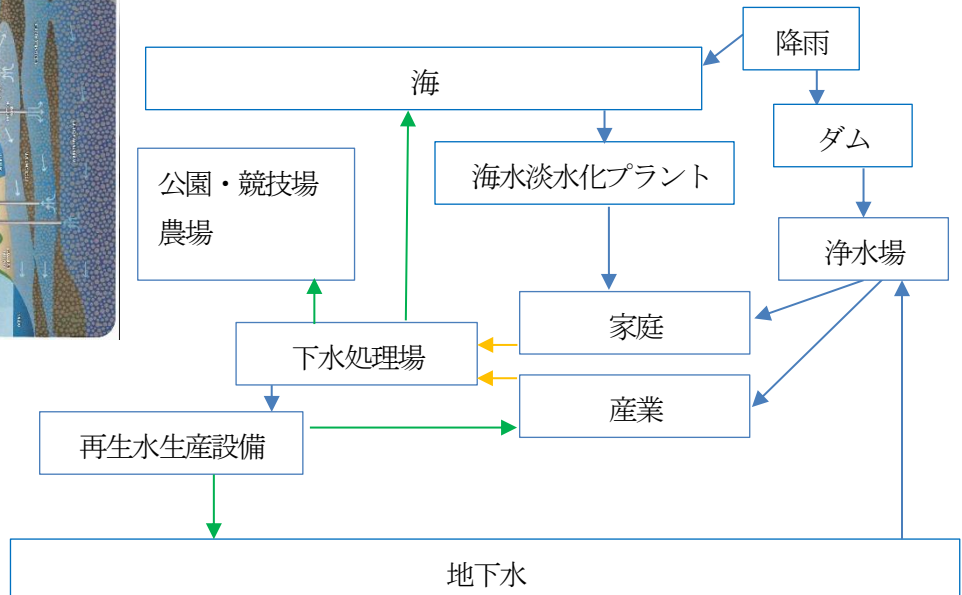 降雨
海
ダム
海水淡水化プラント
公園・競技場
農場
浄水場
家庭
下水処理場
産業
再生水生産設備
地下水